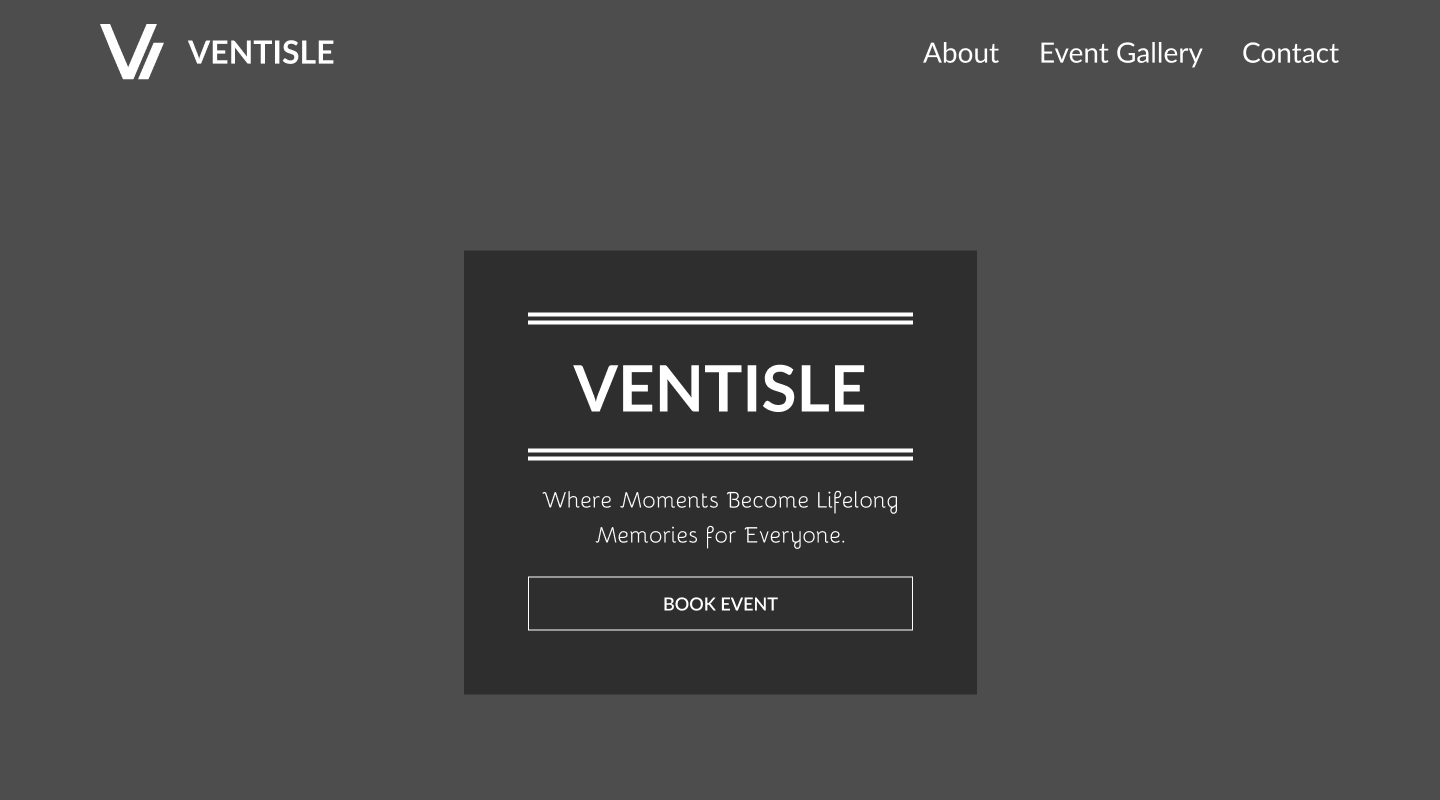 VENTISLE
About
Event Gallery
Contact
VENTISLE
Where Moments Become Lifelong
Memories for Everyone.
BOOK EVENT